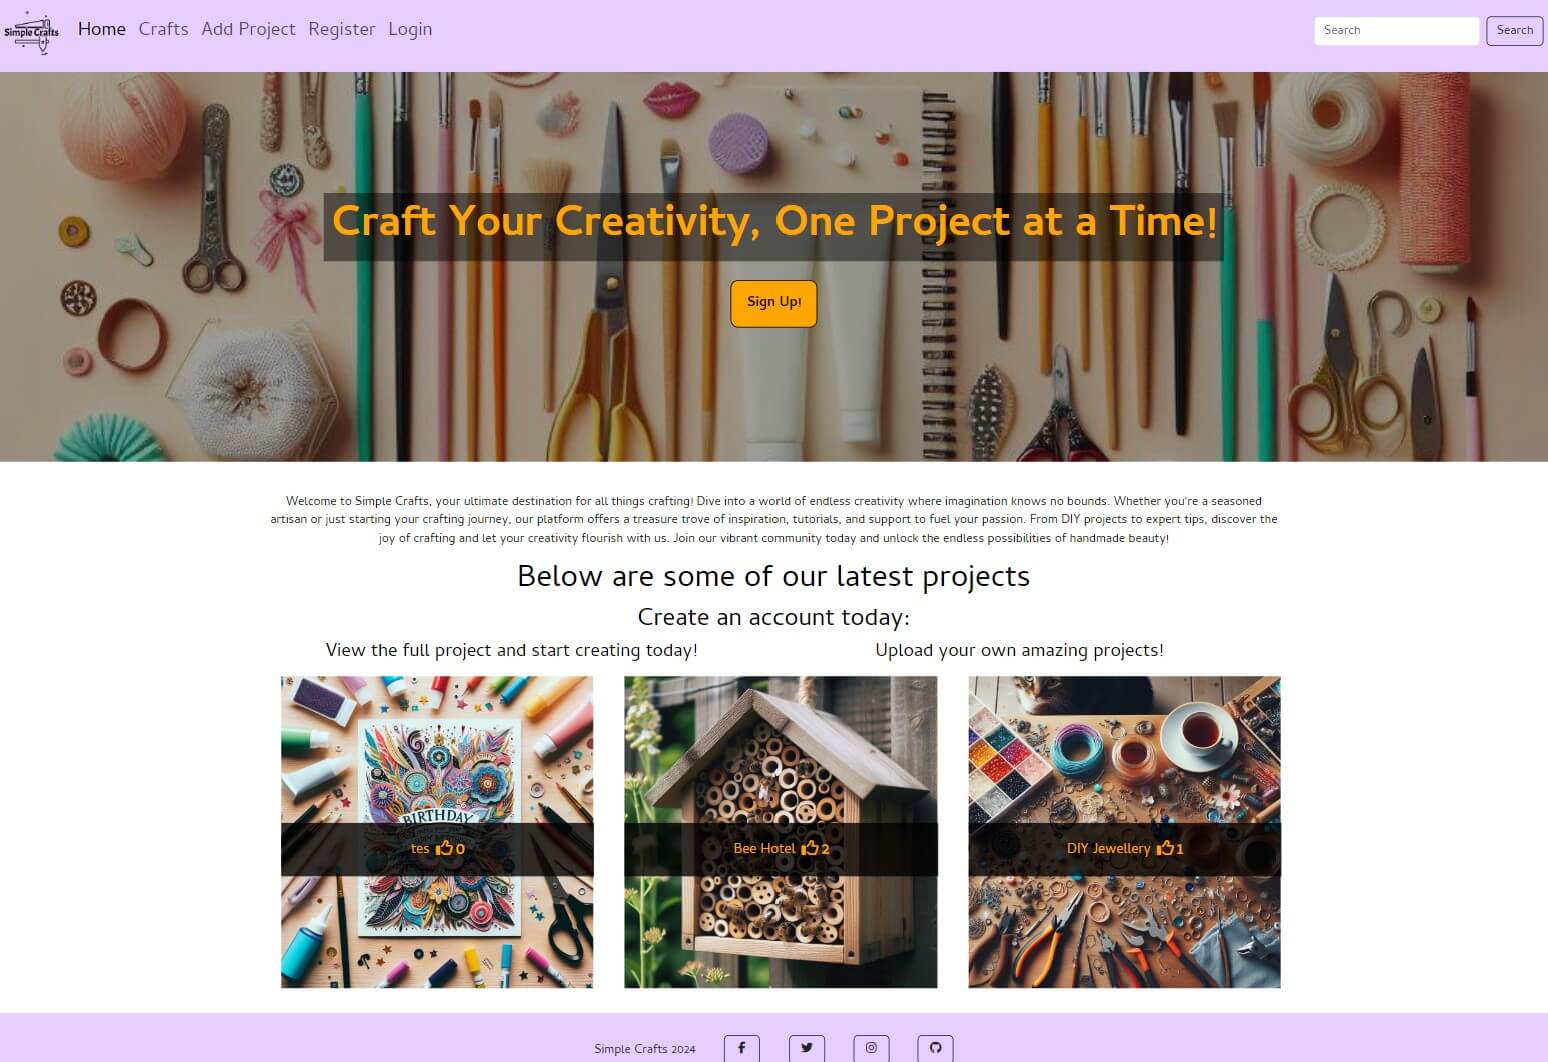 Simple Crafts
Home
Crafts
Add Project
Register
Login
Search
Search
Craft Your Creativity, One Project at a Time!
Sign Up!
Welcome to Simple Crafts, your ultimate destination for all things crafting! Dive into a world of endless creativity where imagination knows no bounds. Whether you're a seasoned
artisan or just starting your crafting journey, our platform offers a treasure trove of inspiration, tutorials, and support to fuel your passion. From DIY projects to expert tips, discover the
joy of crafting and let your creativity flourish with us. Join our vibrant community today and unlock the endless possibilities of handmade beauty!
Below are some of our latest projects
Create an account today:
View the full project and start creating today!
Upload your own amazing projects!
BIRTHDAY
tes 0
Bee Hotel 2
DIY Jewellery 1
Simple Crafts 2024